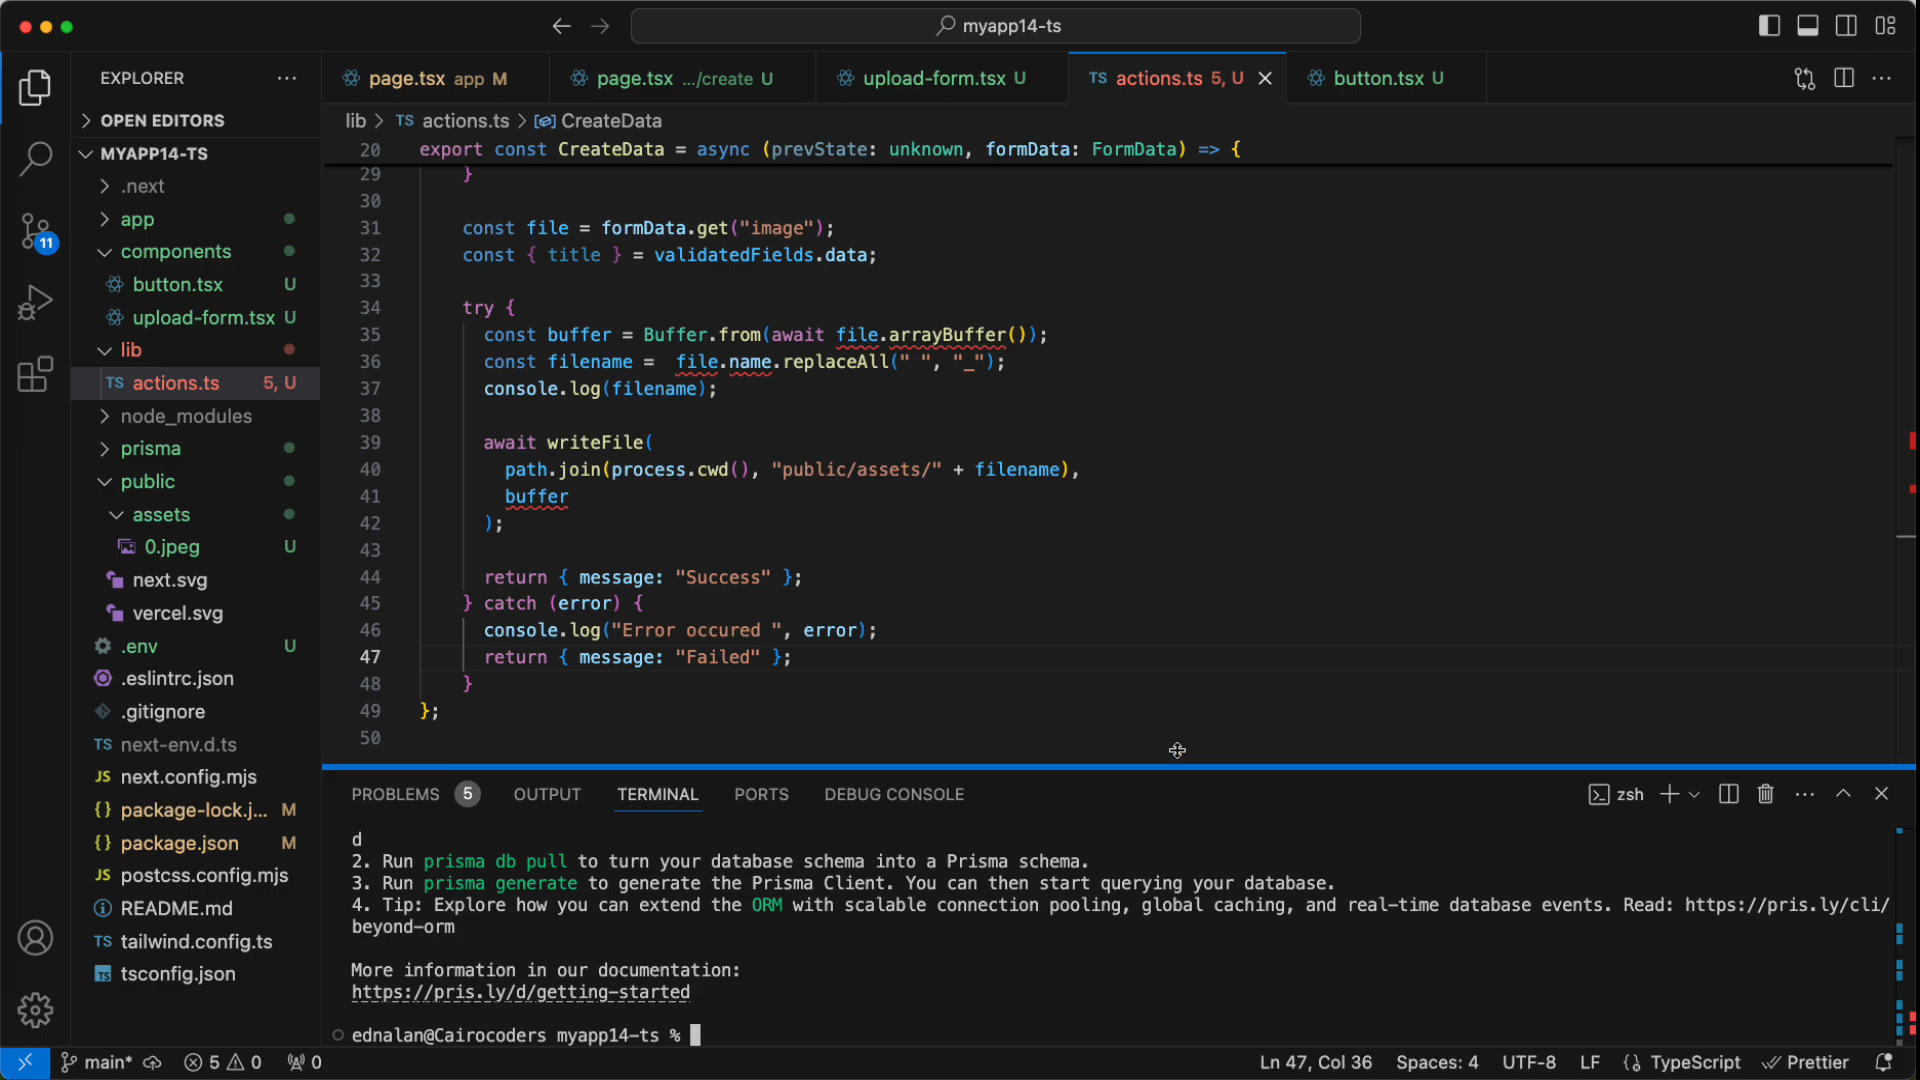 myapp14-ts
EXPLORER
page.tsx app M
page.tsx .../create U
upload-form.tsx U
TS actions.ts 5, U
button.tsx U
OPEN EDITORS
MYAPP14-TS
.next
app
components
button.tsx U
upload-form.tsx U
lib
TS actions.ts 5, U
node_modules
prisma
public
assets
0.jpeg U
next.svg
vercel.svg
.env U
.eslintrc.json
.gitignore
TS next-env.d.ts
JS next.config.mjs
{} package-lock.j... M
{} package.json M
JS postcss.config.mjs
README.md
TS tailwind.config.ts
TS tsconfig.json
11
lib > TS actions.ts > CreateData
20 export const CreateData = async (prevState: unknown, formData: FormData) => {
29 }
30
31 const file = formData.get("image");
32 const { title } = validatedFields.data;
33
34 try {
35 const buffer = Buffer.from(await file.arrayBuffer());
36 const filename =  file.name.replaceAll(" ", "_");
37 console.log(filename);
38
39 await writeFile(
40 path.join(process.cwd(), "public/assets/" + filename),
41 buffer
42 );
43
44 return { message: "Success" };
45 } catch (error) {
46 console.log("Error occured ", error);
47 return { message: "Failed" };
48 }
49 };
50
PROBLEMS 5 OUTPUT TERMINAL PORTS DEBUG CONSOLE
zsh
d
2. Run prisma db pull to turn your database schema into a Prisma schema.
3. Run prisma generate to generate the Prisma Client. You can then start querying your database.
4. Tip: Explore how you can extend the ORM with scalable connection pooling, global caching, and real-time database events. Read: https://pris.ly/cli/
beyond-orm
More information in our documentation:
https://pris.ly/d/getting-started
ednalan@Cairocoders myapp14-ts %
main* 5 0 0 Ln 47, Col 36 Spaces: 4 UTF-8 LF {} TypeScript Prettier